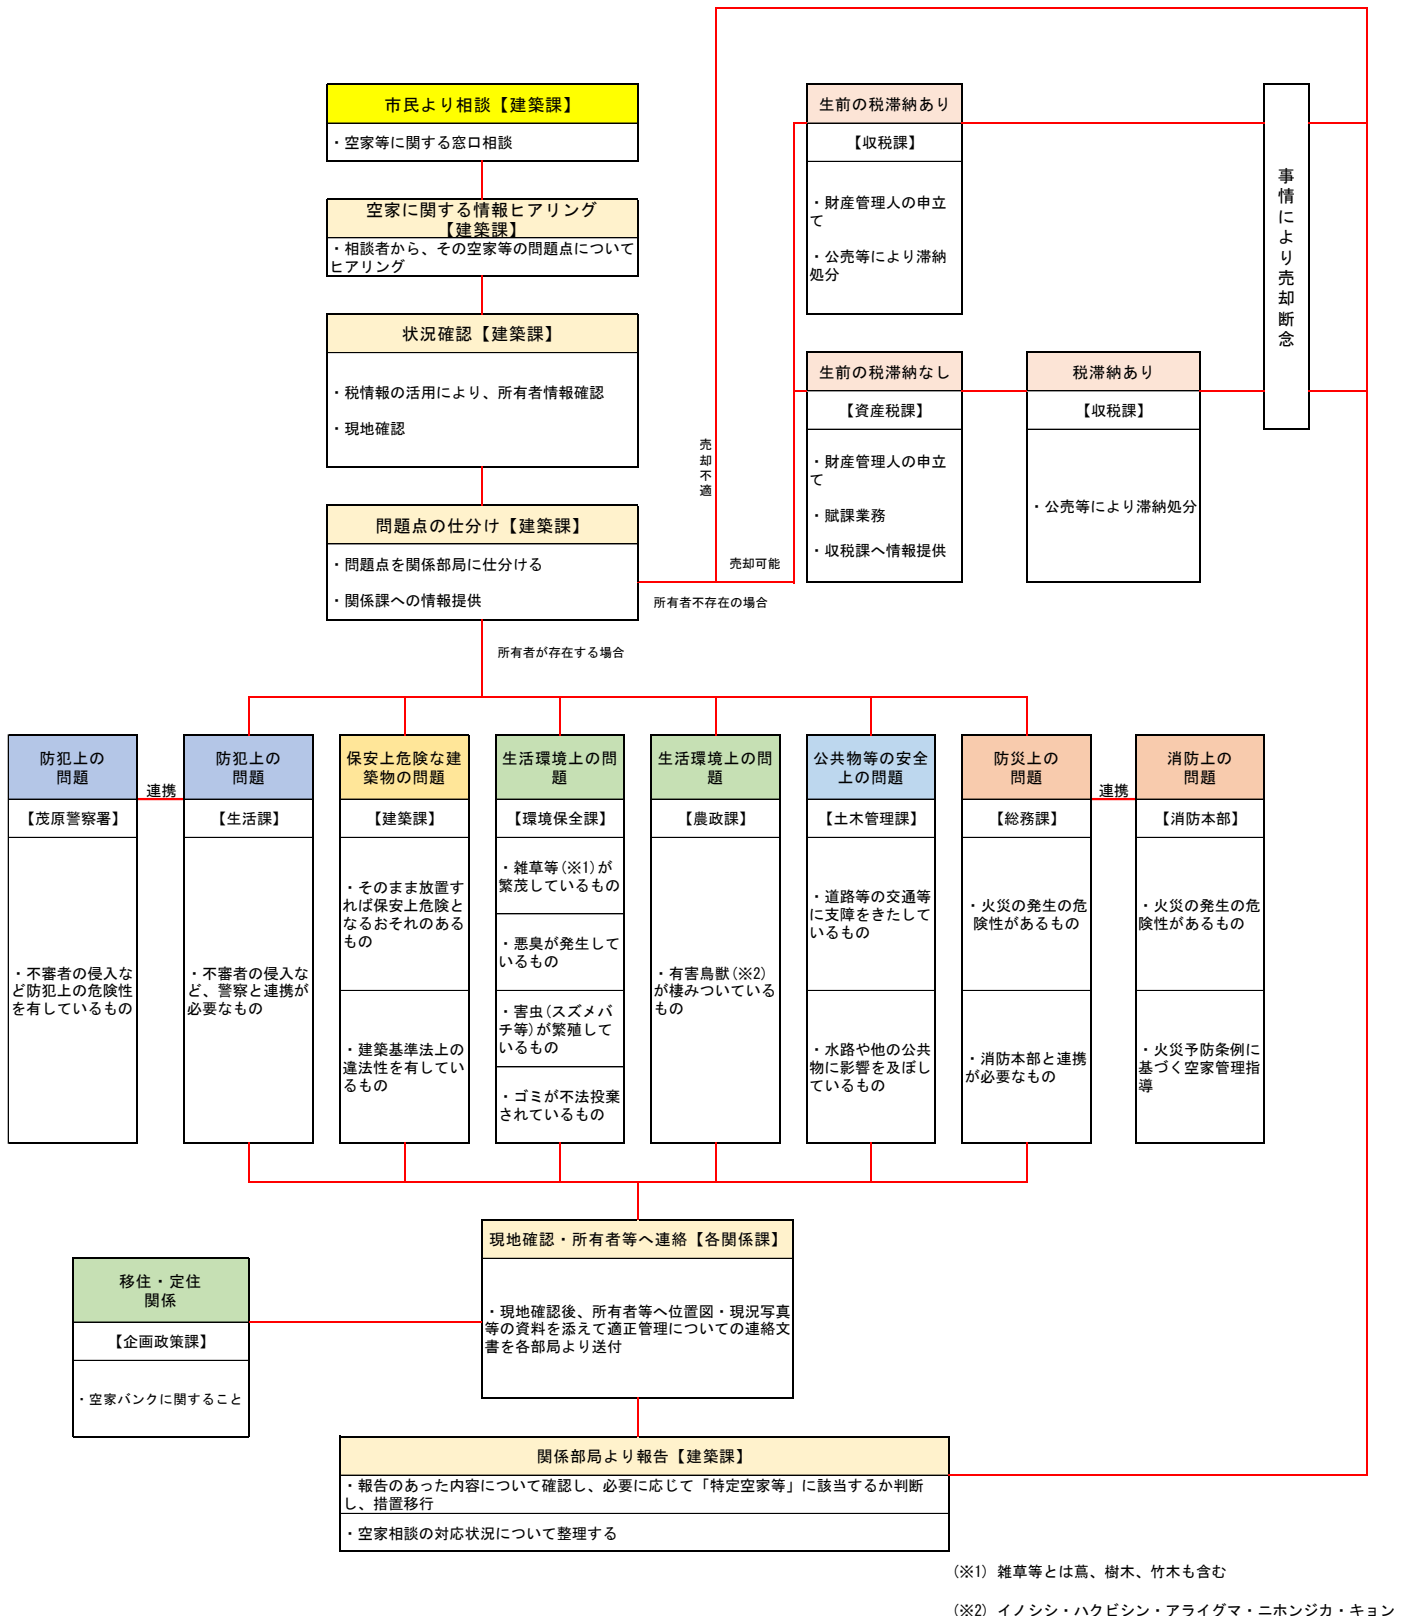 市民より相談【建築課】
・空家等に関する窓口相談
空家に関する情報ヒアリング
【建築課】
・相談者から、その空家等の問題点について
ヒアリング
状況確認【建築課】
・税情報の活用により、所有者情報確認
・現地確認
問題点の仕分け【建築課】
・問題点を関係部局に仕分ける
・関係課への情報提供
売却不適
売却可能
所有者不存在の場合
所有者が存在する場合
生前の税滞納あり
【収税課】
・財産管理人の申立
て
・公売等により滞納
処分
生前の税滞納なし
【資産税課】
・財産管理人の申立
て
・賦課業務
・収税課へ情報提供
税滞納あり
【収税課】
・公売等により滞納処分
事情により売却断念
防犯上の
問題
【茂原警察署】
・不審者の侵入な
ど防犯上の危険性
を有しているもの
連携
防犯上の
問題
【生活課】
・不審者の侵入な
ど、警察と連携が
必要なもの
保安上危険な建
築物の問題
【建築課】
・そのまま放置す
れば保安上危険と
なるおそれのある
もの
・建築基準法上の
違法性を有してい
るもの
生活環境上の問
題
【環境保全課】
・雑草等(※1)が
繁茂しているもの
・悪臭が発生して
いるもの
・害虫(スズメバ
チ等)が繁殖して
いるもの
・ゴミが不法投棄
されているもの
生活環境上の問
題
【農政課】
・有害鳥獣(※2)
が棲みついている
もの
公共物等の安全
上の問題
【土木管理課】
・道路等の交通等
に支障をきたして
いるもの
・水路や他の公共
物に影響を及ぼし
ているもの
防災上の
問題
【総務課】
・火災の発生の危
険性があるもの
・消防本部と連携
が必要なもの
連携
消防上の
問題
【消防本部】
・火災の発生の危
険性があるもの
・火災予防条例に
基づく空家管理指
導
現地確認・所有者等へ連絡【各関係課】
・現地確認後、所有者等へ位置図・現況写真
等の資料を添えて適正管理についての連絡文
書を各部局より送付
移住・定住
関係
【企画政策課】
・空家バンクに関すること
関係部局より報告【建築課】
・報告のあった内容について確認し、必要に応じて「特定空家等」に該当するか判断
し、措置移行
・空家相談の対応状況について整理する
(※1) 雑草等とは蔦、樹木、竹木も含む
(※2) イノシシ・ハクビシン・アライグマ・ニホンジカ・キョン